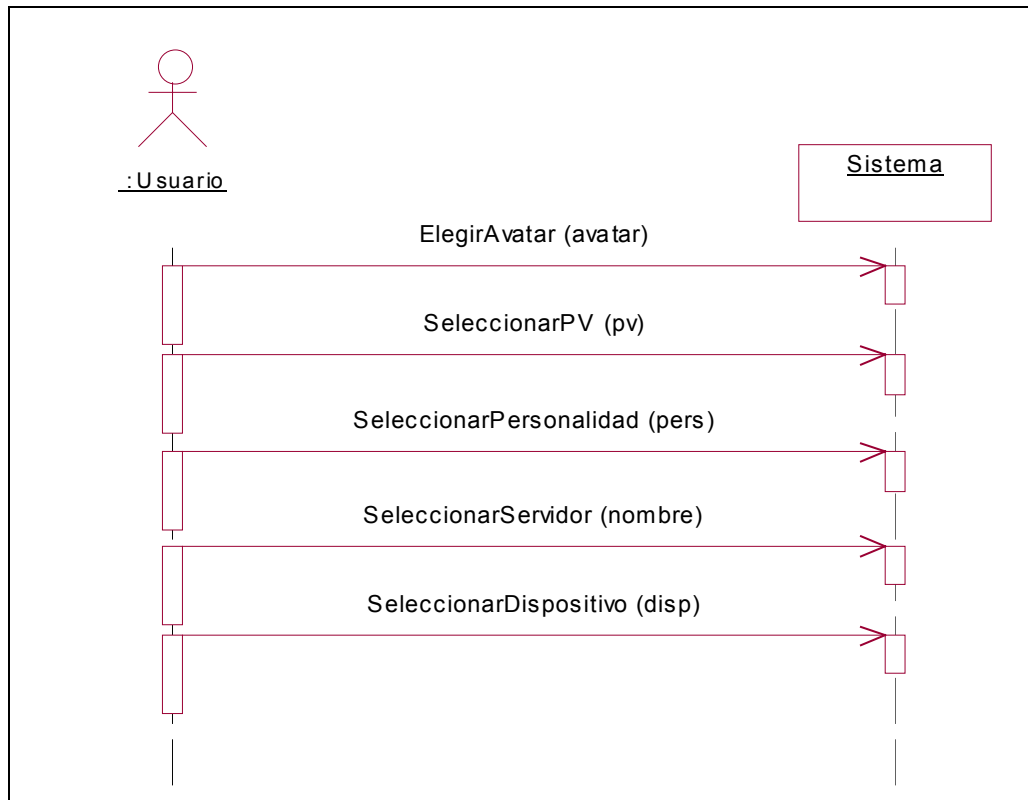 :Usuario
Sistema
ElegirAvatar (avatar)
SeleccionarPV (pv)
SeleccionarPersonalidad (pers)
SeleccionarServidor (nombre)
SeleccionarDispositivo (disp)